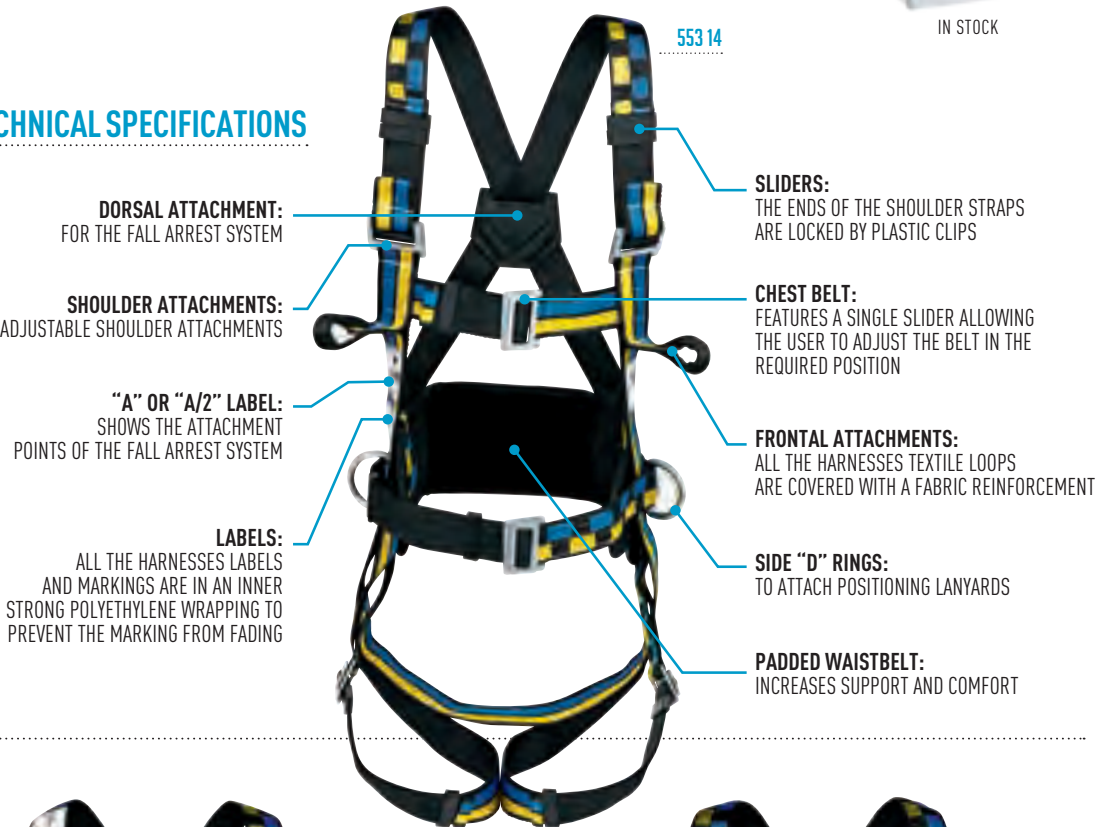 IN STOCK
553 14
CHNICAL SPECIFICATIONS
DORSAL ATTACHMENT:
FOR THE FALL ARREST SYSTEM
SHOULDER ATTACHMENTS:
ADJUSTABLE SHOULDER ATTACHMENTS
“A” OR “A/2” LABEL:
SHOWS THE ATTACHMENT
POINTS OF THE FALL ARREST SYSTEM
LABELS:
ALL THE HARNESSES LABELS
AND MARKINGS ARE IN AN INNER
STRONG POLYETHYLENE WRAPPING TO
PREVENT THE MARKING FROM FADING
SLIDERS:
THE ENDS OF THE SHOULDER STRAPS
ARE LOCKED BY PLASTIC CLIPS
CHEST BELT:
FEATURES A SINGLE SLIDER ALLOWING
THE USER TO ADJUST THE BELT IN THE
REQUIRED POSITION
FRONTAL ATTACHMENTS:
ALL THE HARNESSES TEXTILE LOOPS
ARE COVERED WITH A FABRIC REINFORCEMENT
SIDE “D” RINGS:
TO ATTACH POSITIONING LANYARDS
PADDED WAISTBELT:
INCREASES SUPPORT AND COMFORT